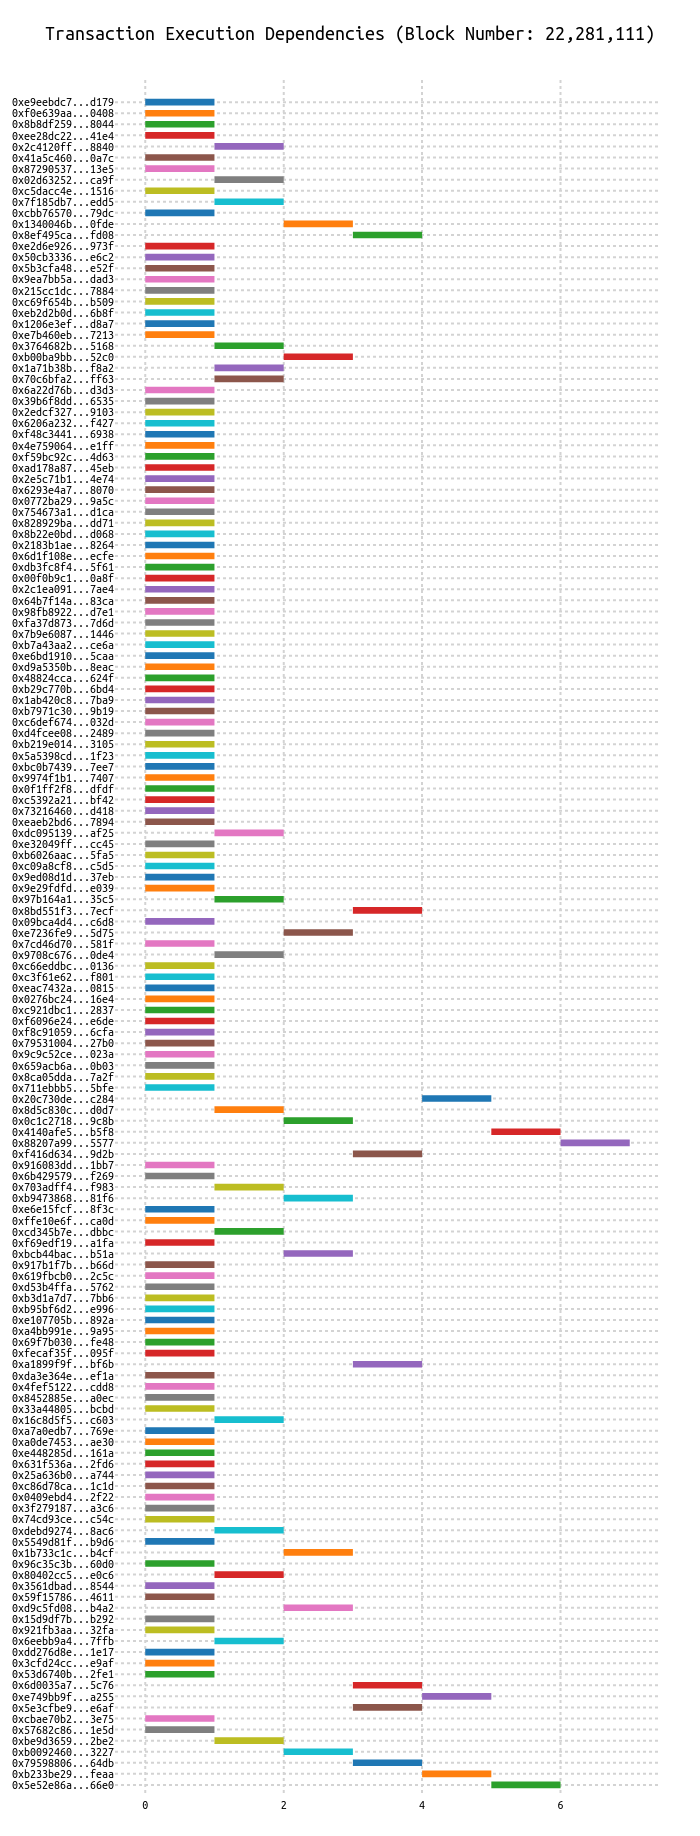 Transaction Execution Dependencies (Block Number: 22,281,111)
0xe9eebdc7...d179
0xf0e639aa...0408
0x8b8df259...8044
0xee28dc22...41e4
0x2c4120ff...8840
0x41a5c460...0a7c
0x87290537...13e5
0x02d63252...ca9f
0xc5dacc4e...1516
0x7f185db7...edd5
0xcbb76570...79dc
0x1340046b...0fde
0x8ef495ca...fd08
0xe2d6e926...973f
0x50cb3336...e6c2
0x5b3cfa48...e52f
0x9ea7bb5a...dad3
0x215cc1dc...7884
0xc69f654b...b509
0xeb2d2b0d...6b8f
0x1206e3ef...d8a7
0xe7b460eb...7213
0x3764682b...5168
0xb00ba9bb...52c0
0x1a71b38b...f8a2
0x70c6bfa2...ff63
0x6a22d76b...d3d3
0x39b6f8dd...6535
0x2edcf327...9103
0x6206a232...f427
0xf48c3441...6938
0x4e759064...e1ff
0xf59bc92c...4d63
0xad178a87...45eb
0x2e5c71b1...4e74
0x6293e4a7...8070
0x0772ba29...9a5c
0x754673a1...d1ca
0x828929ba...dd71
0x8b22e0bd...d068
0x2183b1ae...8264
0x6d1f108e...ecfe
0xdb3fc8f4...5f61
0x00f0b9c1...0a8f
0x2c1ea091...7ae4
0x64b7f14a...83ca
0x98fb8922...d7e1
0xfa37d873...7d6d
0x7b9e6087...1446
0xb7a43aa2...ce6a
0xe6bd1910...5caa
0xd9a5350b...8eac
0x48824cca...624f
0xb29c770b...6bd4
0x1ab420c8...7ba9
0xb7971c30...9b19
0xc6def674...032d
0xd4fcee08...2489
0xb219e014...3105
0x5a5398cd...1f23
0xbc0b7439...7ee7
0x9974f1b1...7407
0x0f1ff2f8...dfdf
0xc5392a21...bf42
0x73216460...d418
0xeaeb2bd6...7894
0xdc095139...af25
0xe32049ff...cc45
0xb6026aac...5fa5
0xc09a8cf8...c5d5
0x9ed08d1d...37eb
0x9e29fdfd...e039
0x97b164a1...35c5
0x8bd551f3...7ecf
0x09bca4d4...c6d8
0xe7236fe9...5d75
0x7cd46d70...581f
0x9708c676...0de4
0xc66eddbc...0136
0xc3f61e62...f801
0xeac7432a...0815
0x0276bc24...16e4
0xc921dbc1...2837
0xf6096e24...e6de
0xf8c91059...6cfa
0x79531004...27b0
0x9c9c52ce...023a
0x659acb6a...0b03
0x8ca05dda...7a2f
0x711ebbb5...5bfe
0x20c730de...c284
0x8d5c830c...d0d7
0x0c1c2718...9c8b
0x4140afe5...b5f8
0x88207a99...5577
0xf416d634...9d2b
0x916083dd...1bb7
0x6b429579...f269
0x703adff4...f983
0xb9473868...81f6
0xe6e15fcf...8f3c
0xffe10e6f...ca0d
0xcd345b7e...dbbc
0xf69edf19...a1fa
0xbcb44bac...b51a
0x917b1f7b...b66d
0x619fbcb0...2c5c
0xd53b4ffa...5762
0xb3d1a7d7...7bb6
0xb95bf6d2...e996
0xe107705b...892a
0xa4bb991e...9a95
0x69f7b030...fe48
0xfecaf35f...095f
0xa1899f9f...bf6b
0xda3e364e...ef1a
0x4fef5122...cdd8
0x8452885e...a0ec
0x33a44805...bcbd
0x16c8d5f5...c603
0xa7a0edb7...769e
0xa0de7453...ae30
0xe448285d...161a
0x631f536a...2fd6
0x25a636b0...a744
0xc86d78ca...1c1d
0x0409ebd4...2f22
0x3f279187...a3c6
0x74cd93ce...c54c
0xdebd9274...8ac6
0x5549d81f...b9d6
0x1b733c1c...b4cf
0x96c35c3b...60d0
0x80402cc5...e0c6
0x3561dbad...8544
0x59f15786...4611
0xd9c5fd08...b4a2
0x15d9df7b...b292
0x921fb3aa...32fa
0x6eebb9a4...7ffb
0xdd276d8e...1e17
0x3cfd24cc...e9af
0x53d6740b...2fe1
0x6d0035a7...5c76
0xe749bb9f...a255
0x5e3cfbe9...e6af
0xcbae70b2...3e75
0x57682c86...1e5d
0xbe9d3659...2be2
0xb0092460...3227
0x79598806...64db
0xb233be29...feaa
0x5e52e86a...66e0
0 2 4 6